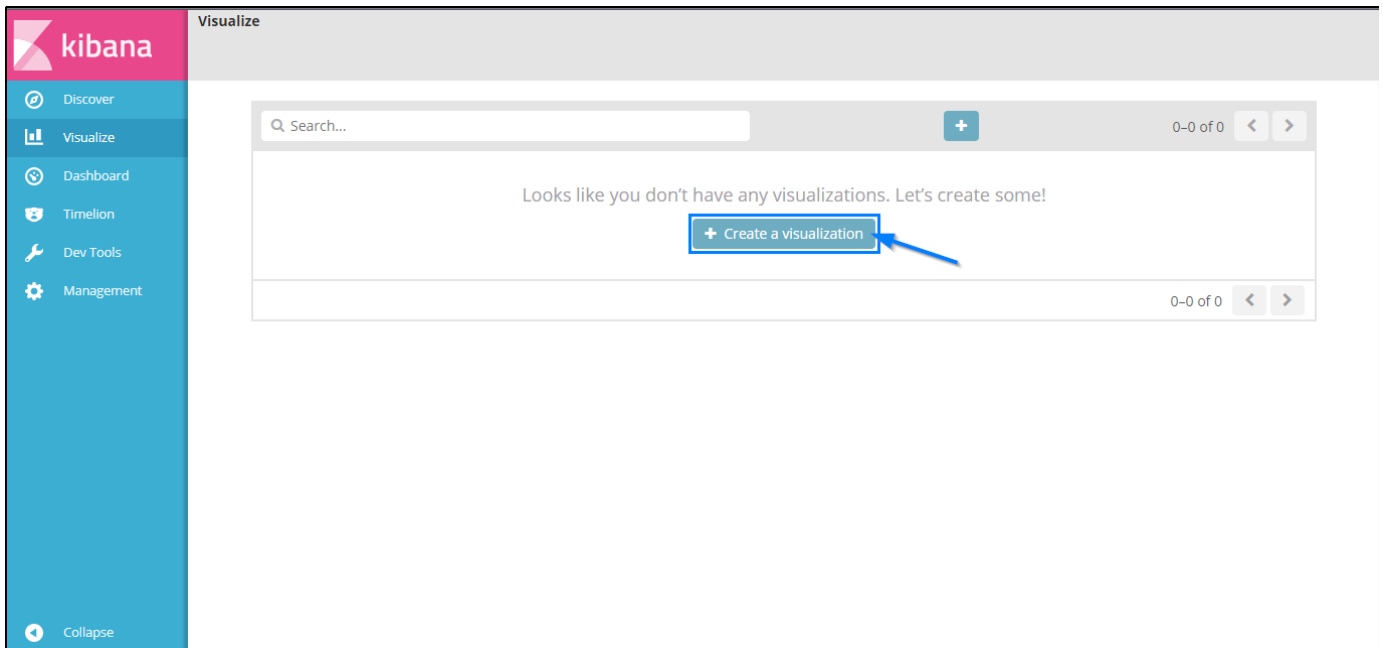 kibana
Visualize
Discover
Visualize
Dashboard
Timelion
Dev Tools
Management
Collapse
Search...
0–0 of 0
Looks like you don’t have any visualizations. Let’s create some!
Create a visualization
0–0 of 0